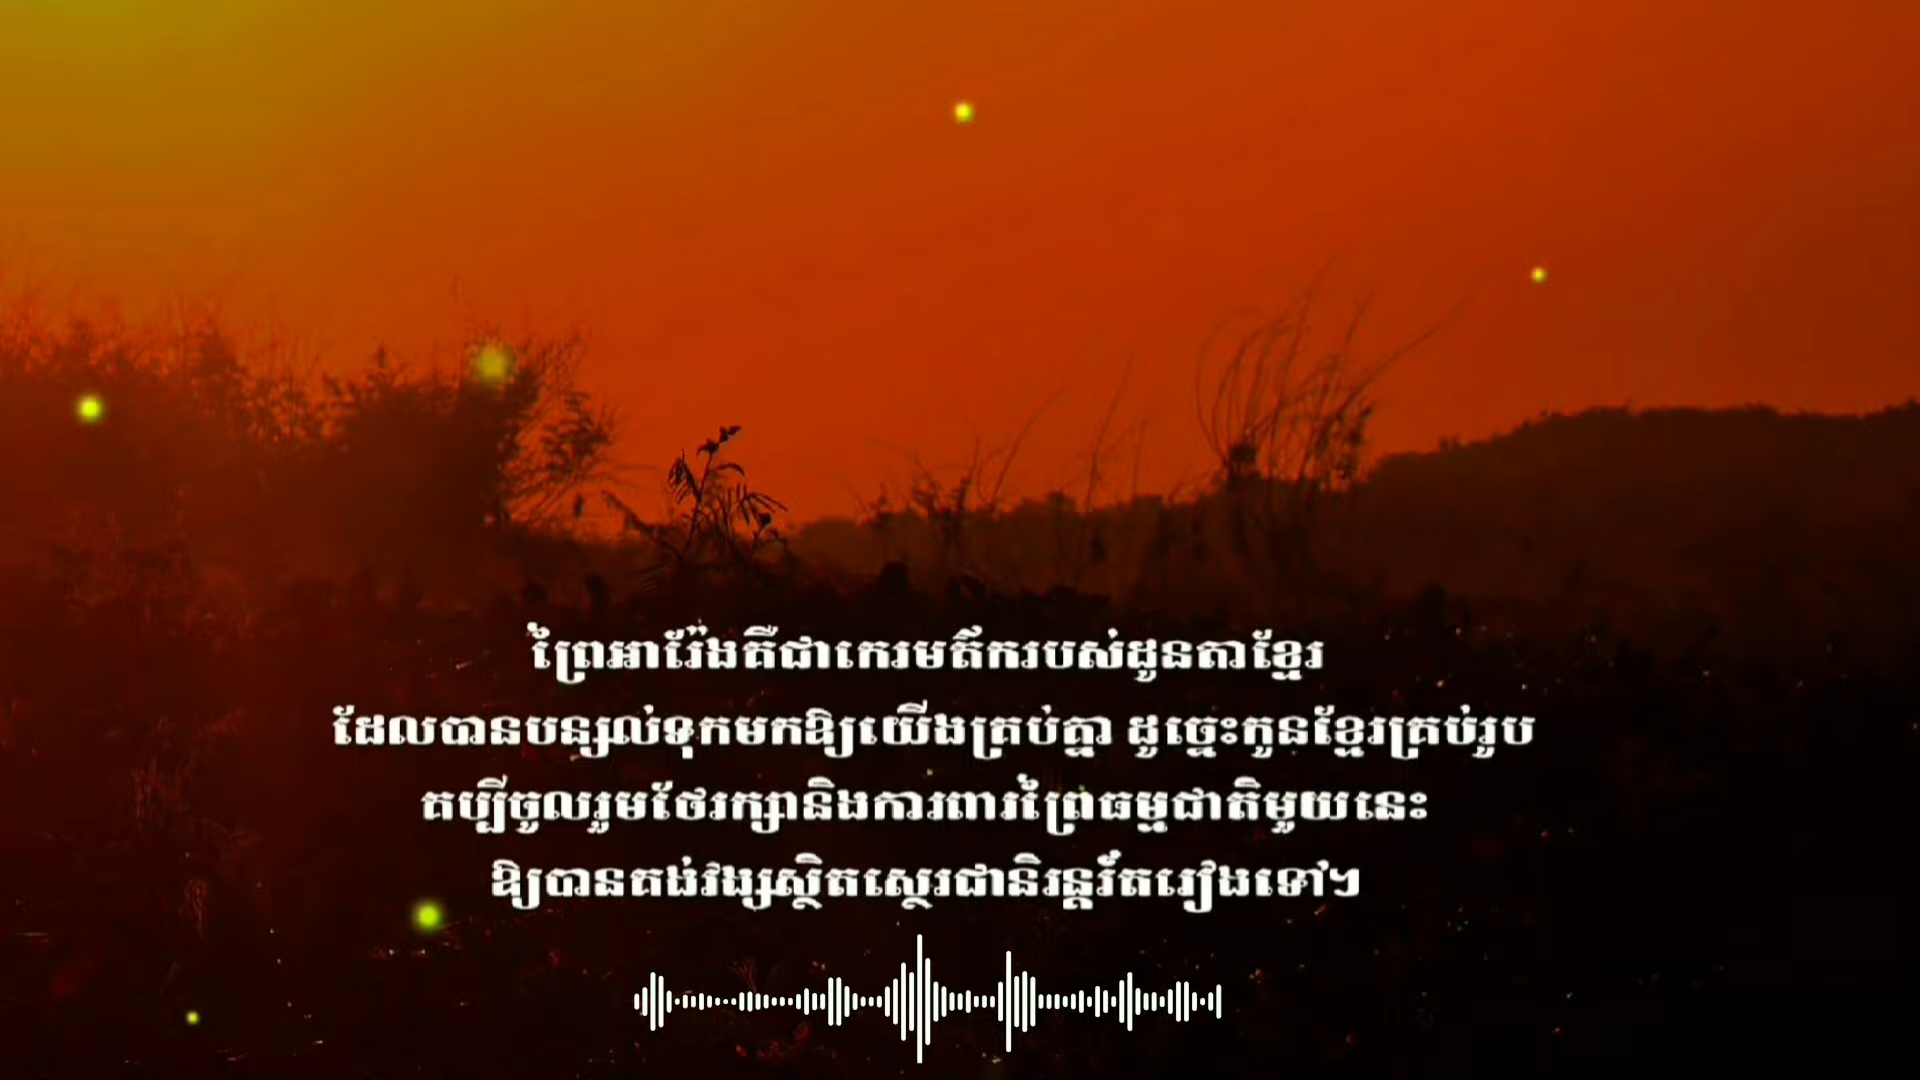 ព្រៃអារ៉ែងគឺជាកេរមត៌ករបស់ដូនតាខ្មែរ
ដែលបានបន្សល់ទុកមកឱ្យយើងគ្រប់គ្នា ដូច្នេះកូនខ្មែរគ្រប់រូប
គប្បីចូលរួមថែរក្សានិងការពារព្រៃធម្មជាតិមួយនេះ
ឱ្យបានគង់វង្សស្ថិតស្ថេរជានិរន្តរ៍តរៀងទៅ។